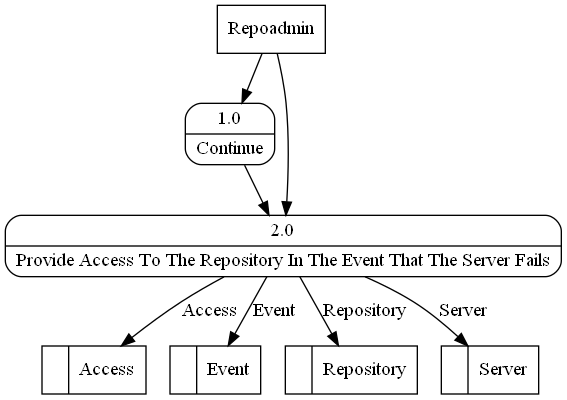 Repoadmin
1.0
Continue
2.0
Provide Access To The Repository In The Event That The Server Fails
Access
Event
Repository
Server
Access
Event
Repository
Server